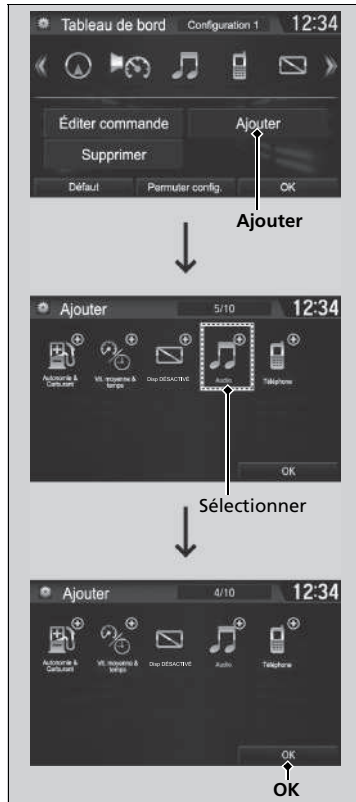 Tableau de bord Configuration 1 12:34
Éditer commande Ajouter
Supprimer
Défaut Permuter config. OK
Ajouter
Ajouter 5/10 12:34
Autonomie & Carburant
Vit. moyenne & temps
Disp DÉSACTIVÉ
Audio
Téléphone
OK
Sélectionner
Ajouter 4/10 12:34
Autonomie & Carburant
Vit. moyenne & temps
Disp DÉSACTIVÉ
Audio
Téléphone
OK
OK